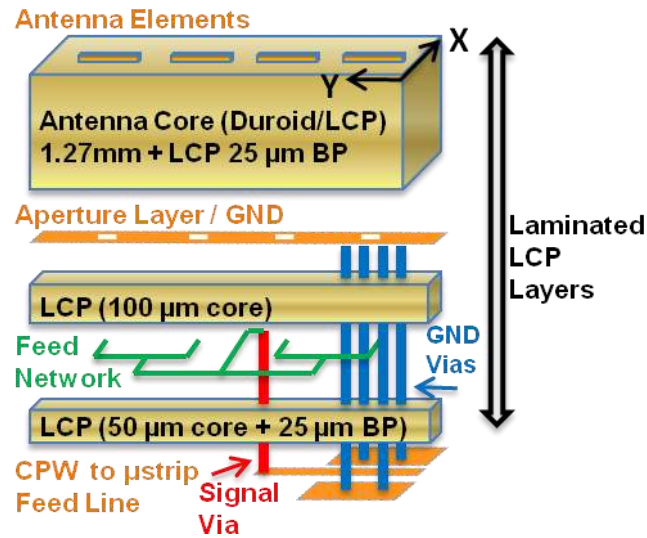 Antenna Elements
X
Y
Antenna Core (Duroid/LCP)
1.27mm + LCP 25 µm BP
Aperture Layer / GND
Laminated
LCP
Layers
LCP (100 µm core)
Feed
Network
GND
Vias
LCP (50 µm core + 25 µm BP)
CPW to µstrip
Feed Line
Signal
Via